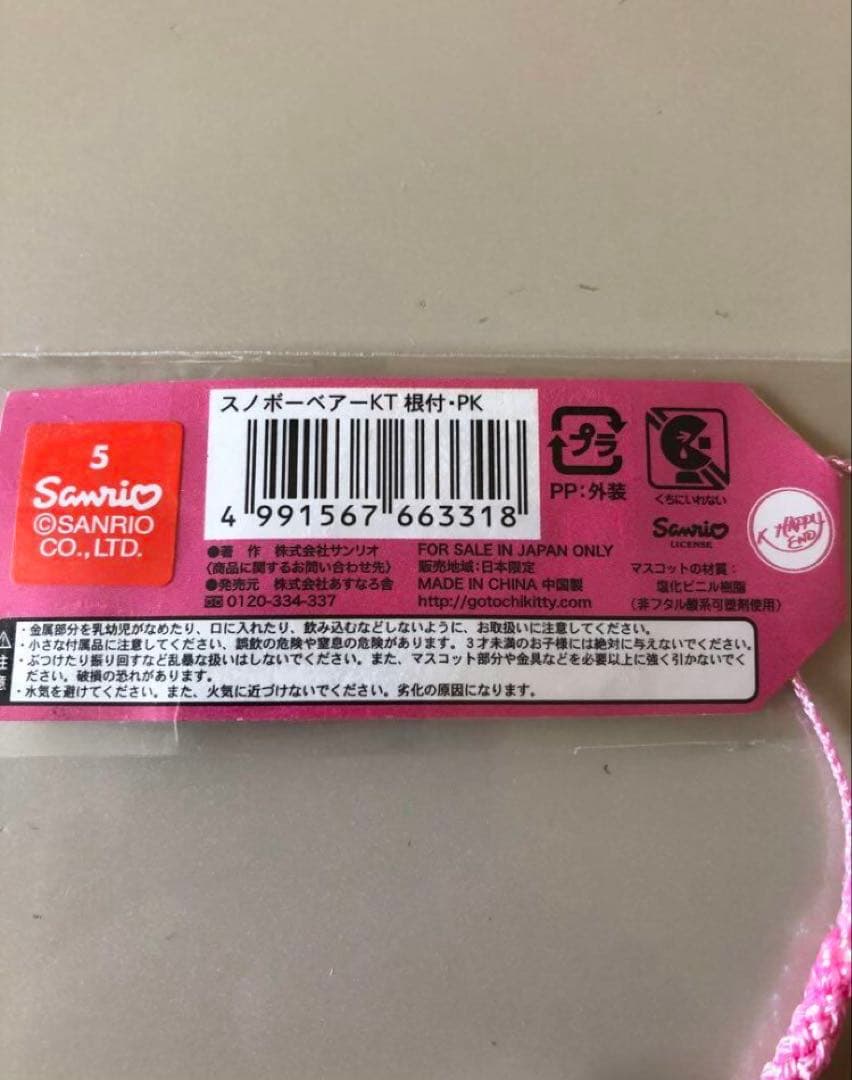 スノボーベアーKT 根付・PK
4 991567 663318
5
Sanrio
©SANRIO
CO.,LTD.
プラ
PP:外装
くちにいれない
Sanrio
LICENSE
K HAPPY
END
●著 作 株式会社サンリオ
〈商品に関するお問い合わせ先〉
●発売元 株式会社あすなろ舎
0120-334-337
FOR SALE IN JAPAN ONLY
販売地域:日本限定
MADE IN CHINA 中国製
http://gotochikitty.com
マスコットの材質:
塩化ビニル樹脂
(非フタル酸系可塑剤使用)
注意
・金属部分を乳幼児がなめたり、口に入れたり、飲み込むなどしないように、お取扱いに注意してください。
・小さな付属品に注意してください、誤飲の危険や窒息の危険があります。3才未満のお子様には絶対に与えないでください。
・ぶつけたり振り回すなど乱暴な扱いはしないでください。また、マスコット部分や金具などを必要以上に強く引かないでく
ださい。破損の恐れがあります。
・水気を避けてください。また、火気に近づけないでください。劣化の原因になります。